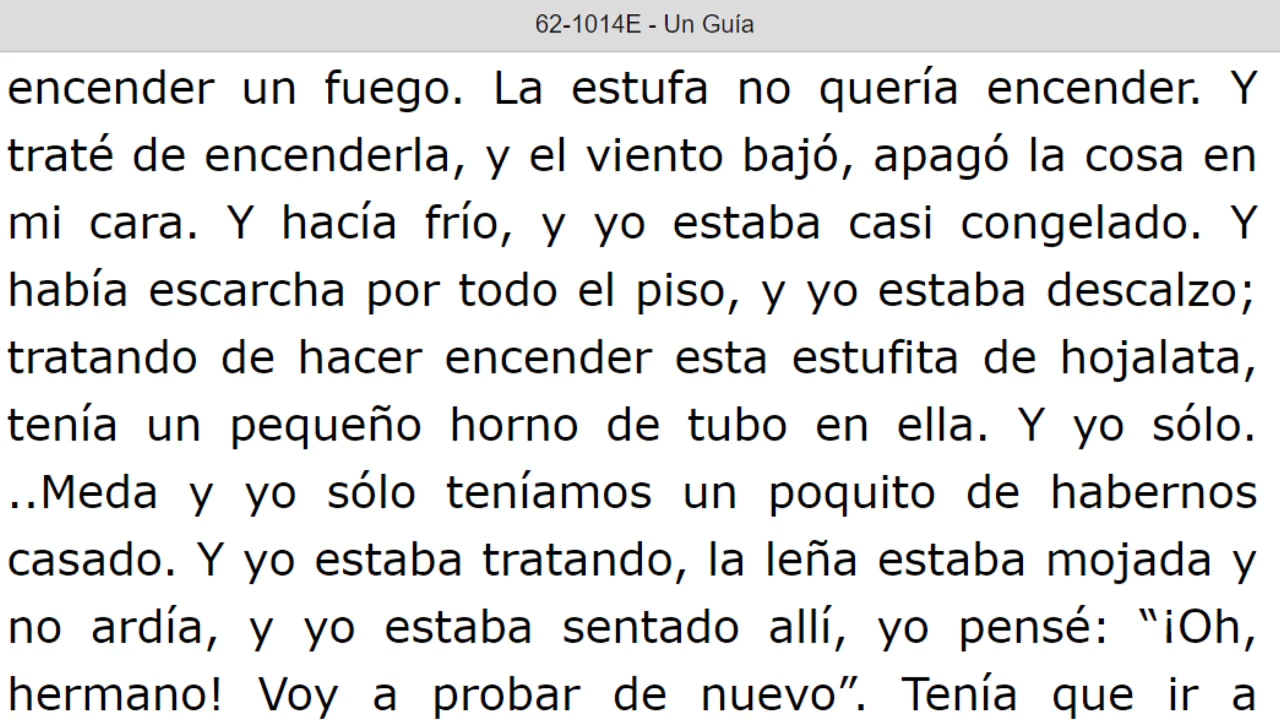 62-1014E - Un Guía
encender un fuego. La estufa no quería encender. Y
traté de encenderla, y el viento bajó, apagó la cosa en
mi cara. Y hacía frío, y yo estaba casi congelado. Y
había escarcha por todo el piso, y yo estaba descalzo;
tratando de hacer encender esta estufita de hojalata,
tenía un pequeño horno de tubo en ella. Y yo sólo.
..Meda y yo sólo teníamos un poquito de habernos
casado. Y yo estaba tratando, la leña estaba mojada y
no ardía, y yo estaba sentado allí, yo pensé: “¡Oh,
hermano! Voy a probar de nuevo”. Tenía que ir a